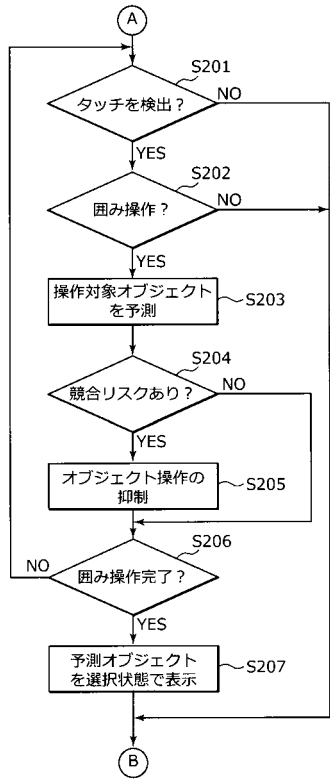 A
S201
タッチを検出？
NO
YES
S202
囲み操作？
NO
YES
操作対象オブジェクト
を予測
S203
S204
競合リスクあり？
NO
YES
オブジェクト操作の
抑制
S205
S206
囲み操作完了？
NO
YES
予測オブジェクト
を選択状態で表示
S207
B